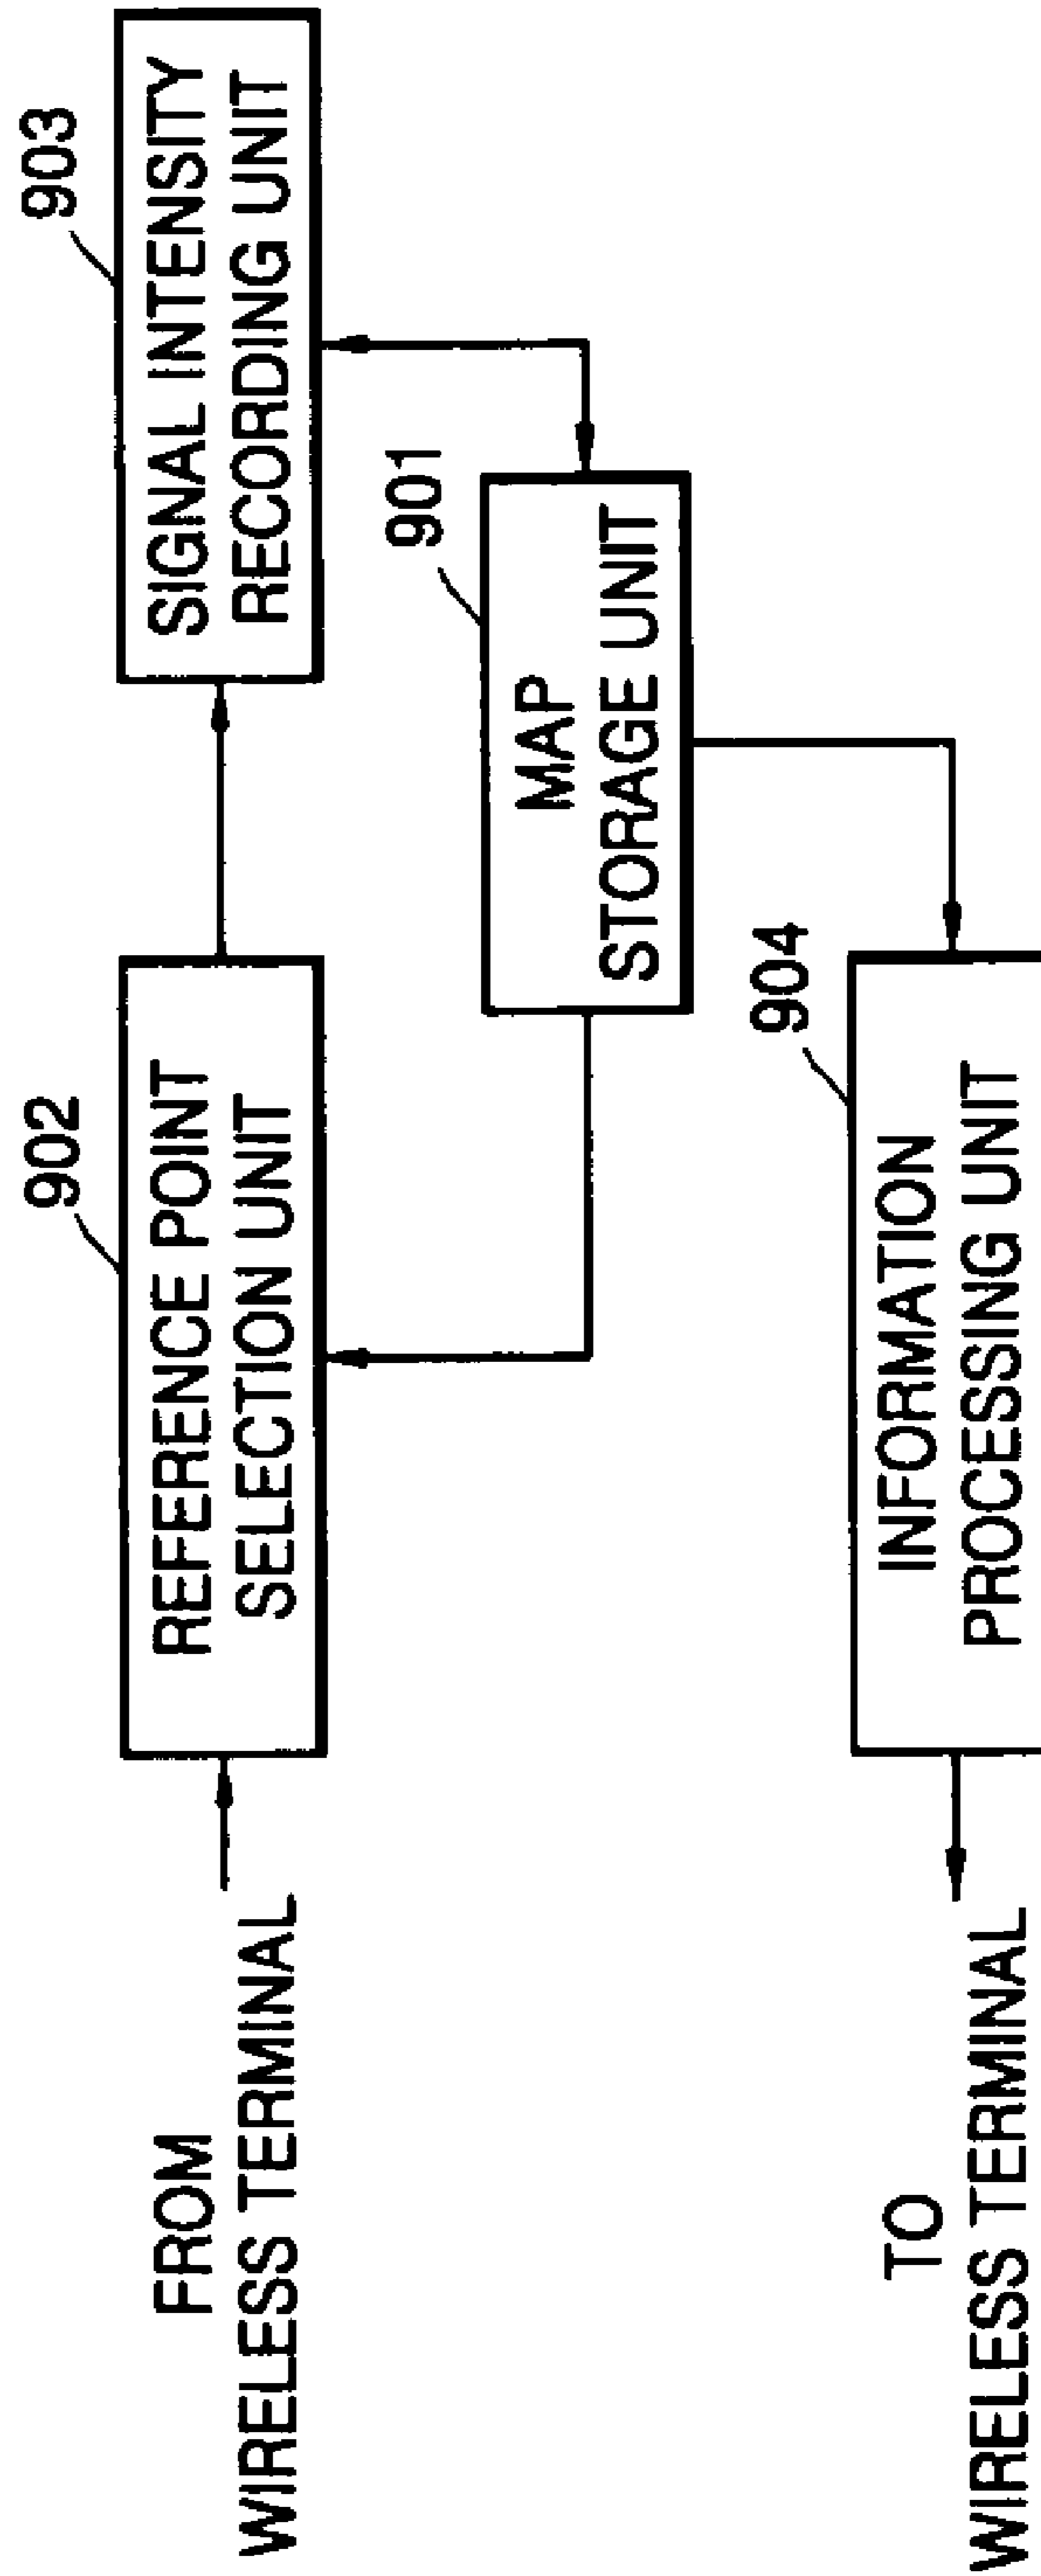 FROM
WIRELESS TERMINAL
902
REFERENCE POINT
SELECTION UNIT
903
SIGNAL INTENSITY
RECORDING UNIT
901
MAP
STORAGE UNIT
904
INFORMATION
PROCESSING UNIT
TO
WIRELESS TERMINAL